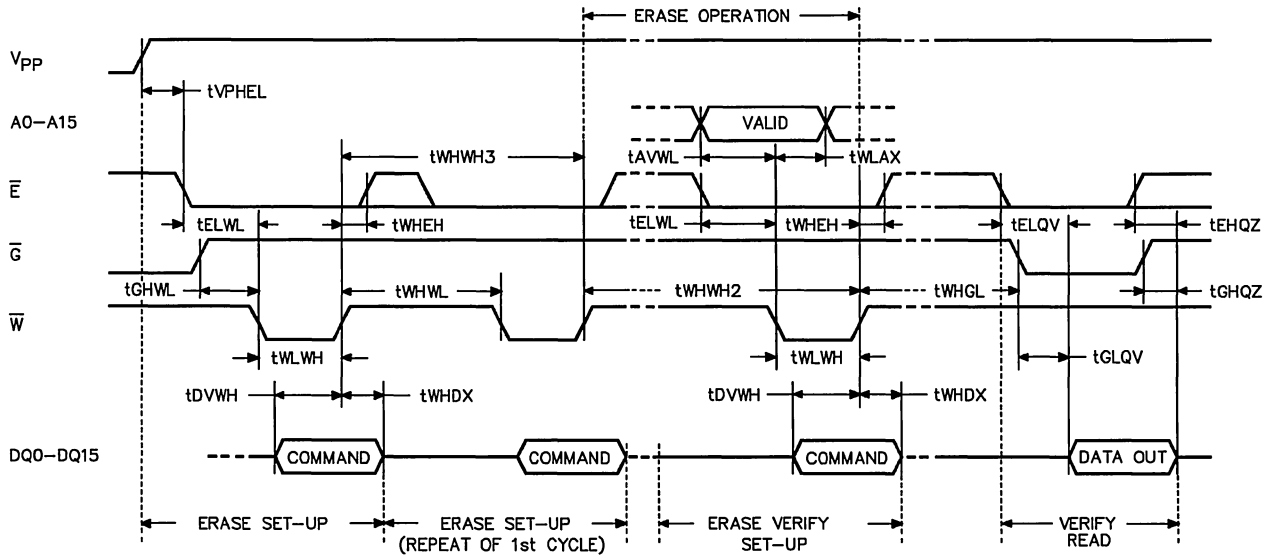 ERASE OPERATION
VPP
tVPHEL
A0-A15
VALID
tWHWH3
tAVWL
tWLAX
E
tELWL
tWHEH
tELWL
tWHEH
tELQV
tEHQZ
G
tGHWL
tWHWL
tWHWH2
tWHGL
tGHQZ
W
tWLWH
tWLWH
tGLQV
tDVWH
tWHDX
tDVWH
tWHDX
DQ0-DQ15
COMMAND
COMMAND
COMMAND
DATA OUT
ERASE SET-UP
ERASE SET-UP
(REPEAT OF 1st CYCLE)
ERASE VERIFY
SET-UP
VERIFY
READ